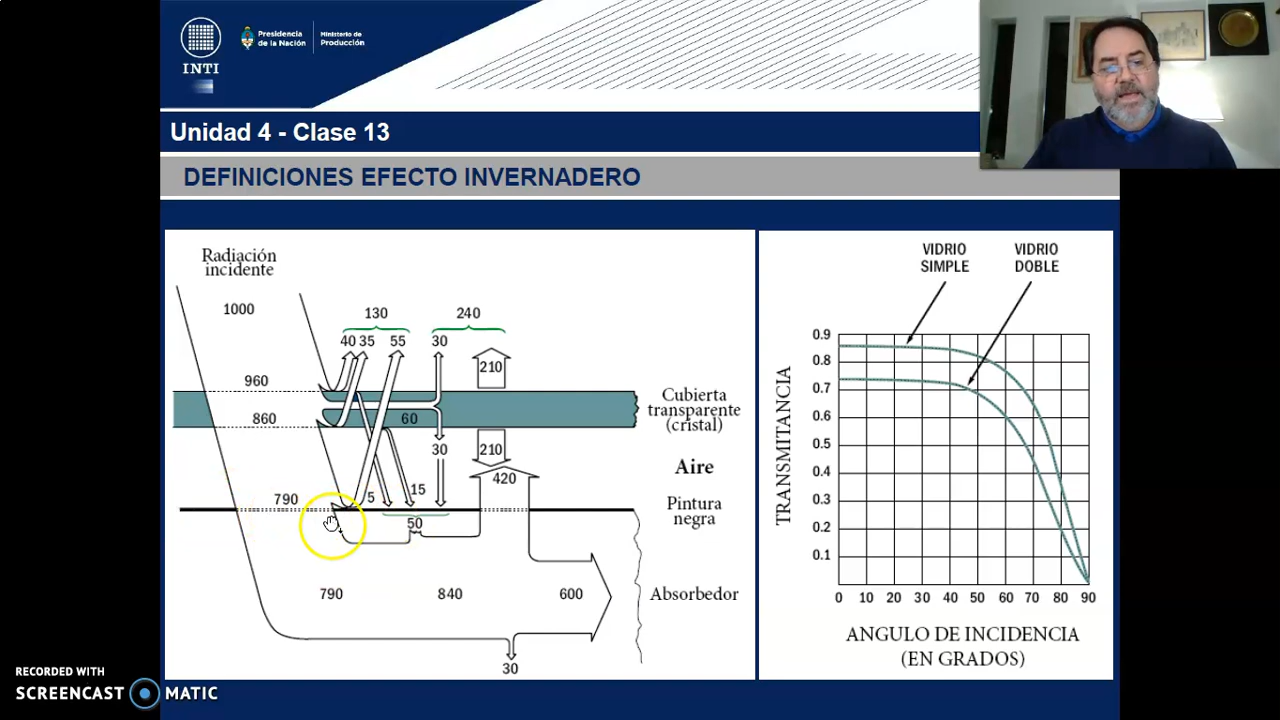 INTI
Presidencia
de la Nación
Ministerio de
Producción
Unidad 4 - Clase 13
DEFINICIONES EFECTO INVERNADERO
Radiación
incidente
1000
130
240
40 35 55 30
210
960
860
60
Cubierta
transparente
(cristal)
30
210
Aire
420
790
5
15
50
Pintura
negra
790
840
600
Absorbedor
30
VIDRIO
SIMPLE
VIDRIO
DOBLE
TRANSMITANCIA
0.9
0.8
0.7
0.6
0.5
0.4
0.3
0.2
0.1
0 10 20 30 40 50 60 70 80 90
ANGULO DE INCIDENCIA
(EN GRADOS)
RECORDED WITH
SCREENCAST MATIC